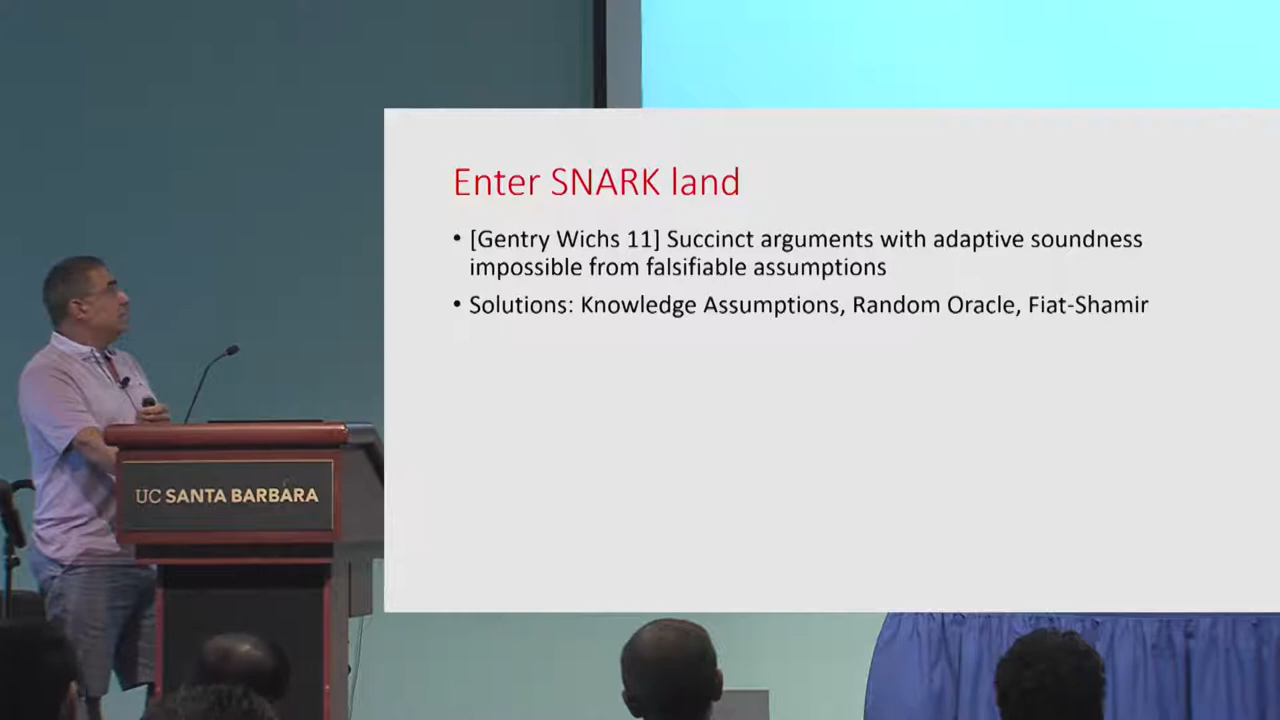 Enter SNARK land
• [Gentry Wichs 11] Succinct arguments with adaptive soundness
impossible from falsifiable assumptions
• Solutions: Knowledge Assumptions, Random Oracle, Fiat-Shamir
UC SANTA BARBARA